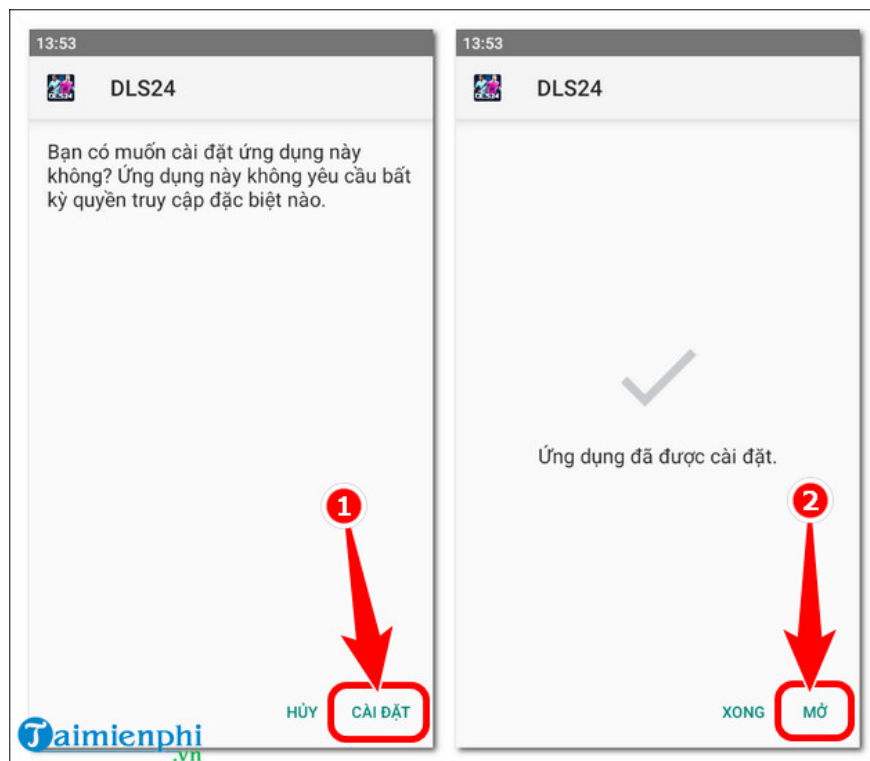 13:53
DLS24
Bạn có muốn cài đặt ứng dụng này
không? Ứng dụng này không yêu cầu bất
kỳ quyền truy cập đặc biệt nào.
1
HỦY CÀI ĐẶT
13:53
DLS24
Ứng dụng đã được cài đặt.
2
XONG MỞ
Taimienphi
.vn